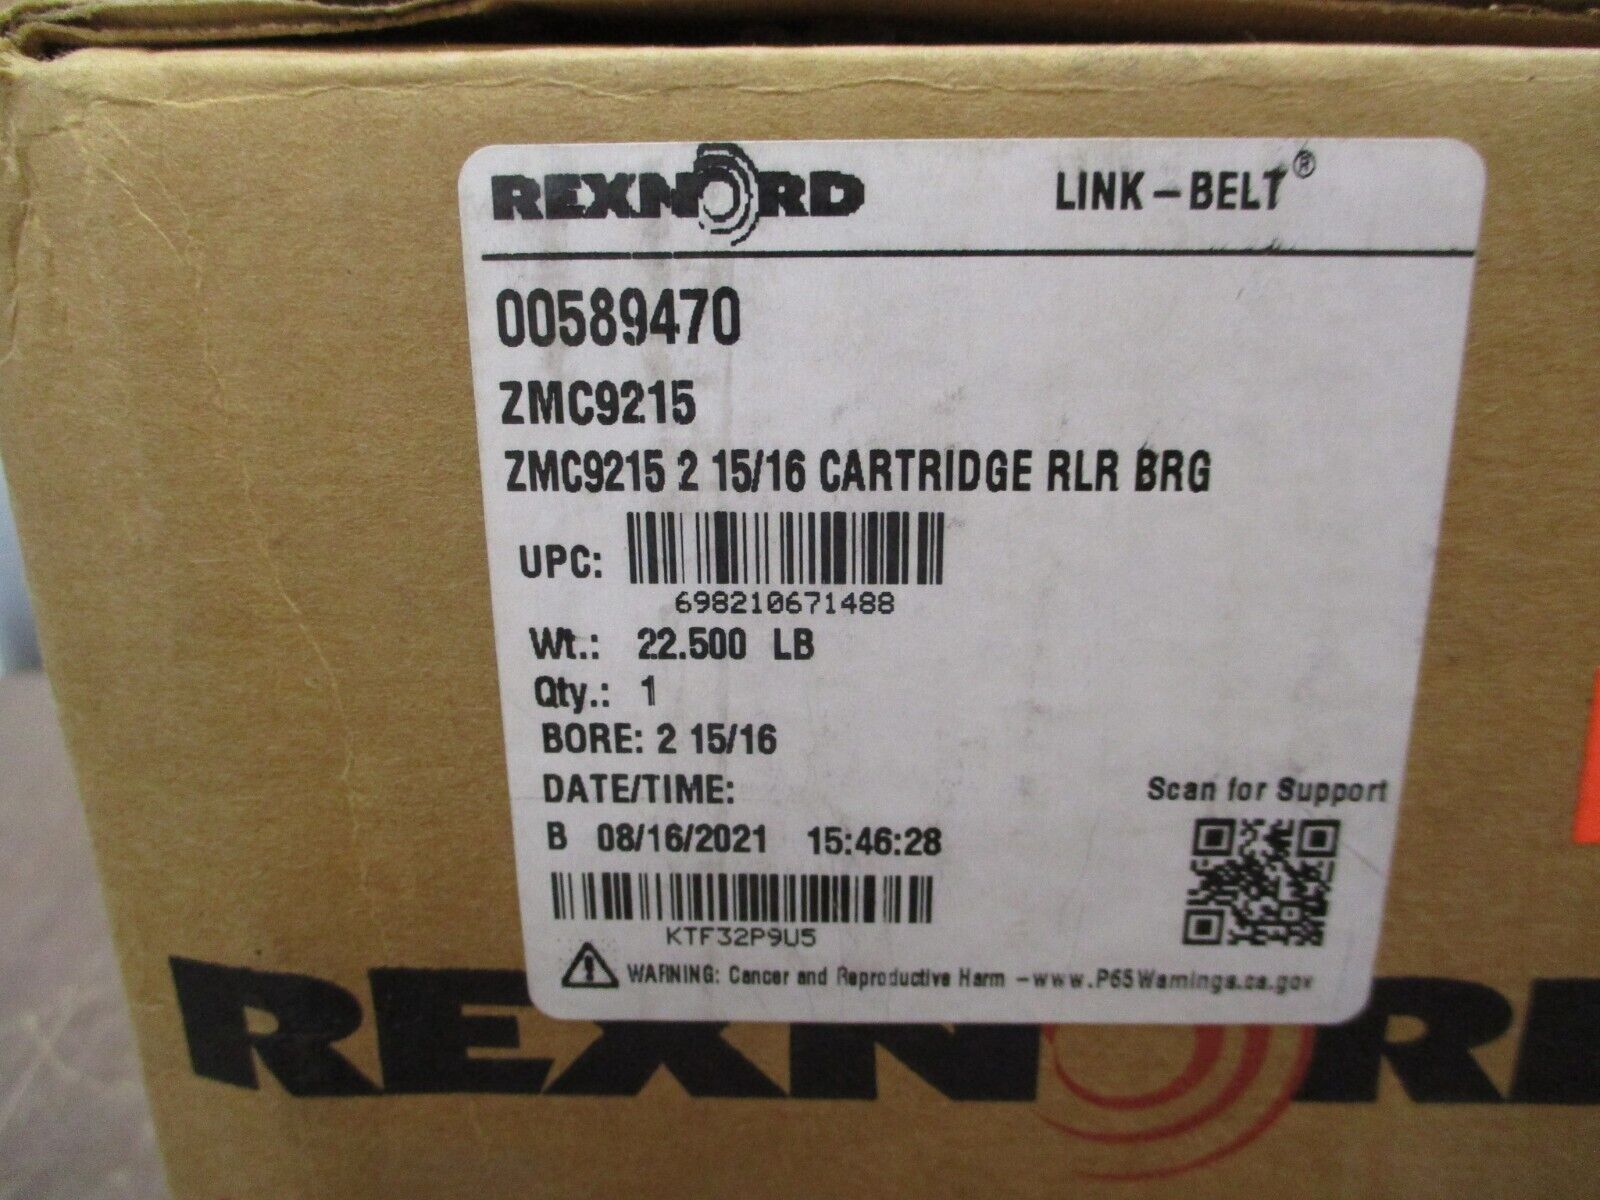 REXNORD LINK-BELT®
00589470
ZMC9215
ZMC9215 2 15/16 CARTRIDGE RLR BRG
UPC:
698210671488
Wt.: 22.500 LB
Qty.: 1
BORE: 2 15/16
DATE/TIME:
B 08/16/2021 15:46:28
Scan for Support
KTF32P9U5
WARNING: Cancer and Reproductive Harm -www.P65Warnings.ca.gov
REXNOR